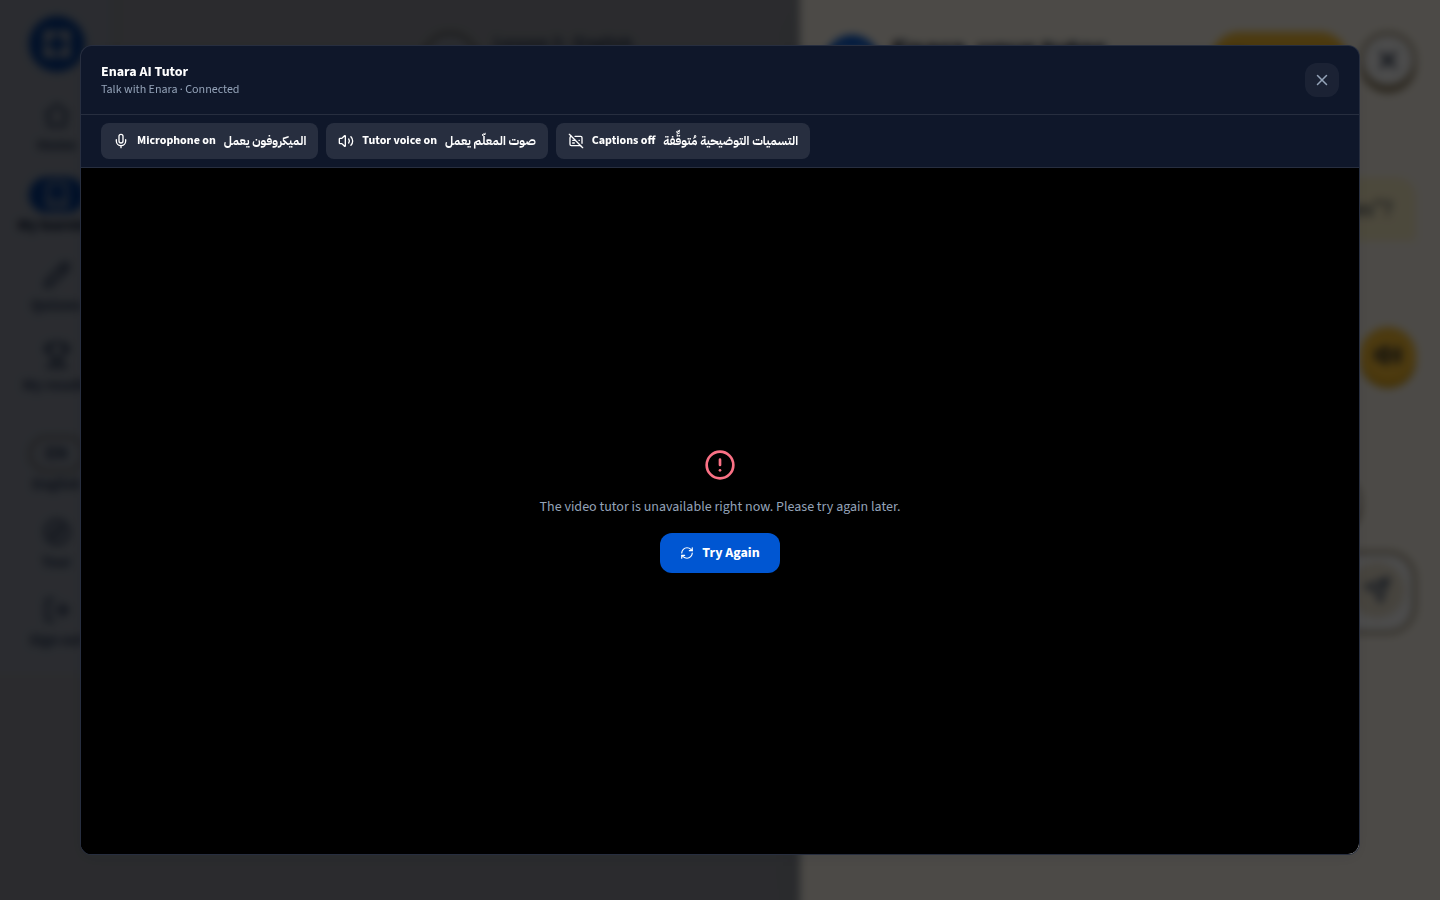 Enara AI Tutor
Talk with Enara · Connected
Microphone on الميكروفون يعمل
Tutor voice on صوت المعلّم يعمل
Captions off التسميات التوضيحية مُتوقِّفة
The video tutor is unavailable right now. Please try again later.
Try Again